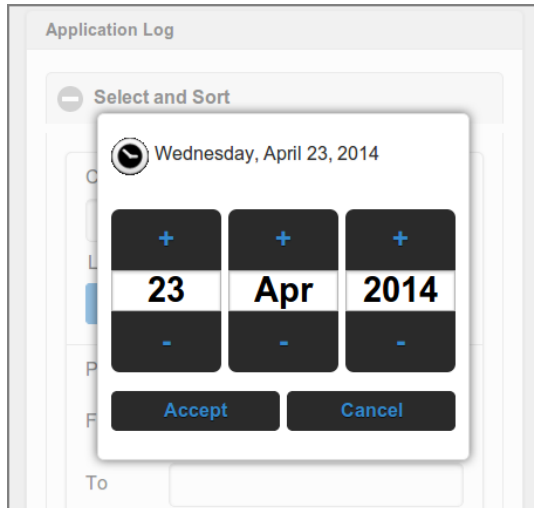 Application Log
Select and Sort
Wednesday, April 23, 2014
C
+ + +
L
23 Apr 2014
- - -
P
Accept Cancel
F
To